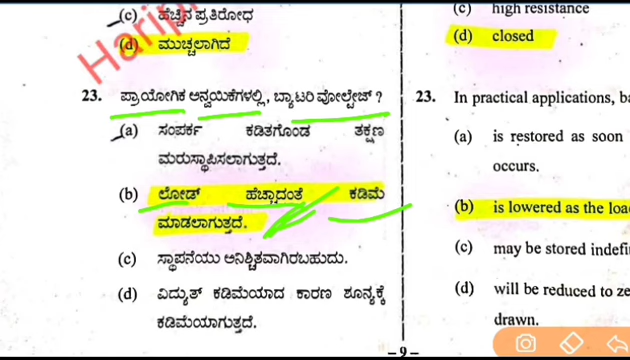 (c) ಹೆಚ್ಚಿನ ಪ್ರತಿರೋಧ
(d) ಮುಚ್ಚಲಾಗಿದೆ
23. ಪ್ರಾಯೋಗಿಕ ಅನ್ವಯಿಕೆಗಳಲ್ಲಿ, ಬ್ಯಾಟರಿ ವೋಲ್ಟೇಜ್ ?
(a) ಸಂಪರ್ಕ ಕಡಿತಗೊಂಡ ತಕ್ಷಣ
ಮರುಸ್ಥಾಪಿಸಲಾಗುತ್ತದೆ.
(b) ಲೋಡ್ ಹೆಚ್ಚಾದಂತೆ ಕಡಿಮೆ
ಮಾಡಲಾಗುತ್ತದೆ.
(c) ಸ್ಥಾಪನೆಯು ಅನಿಶ್ಚಿತವಾಗಿರಬಹುದು.
(d) ವಿದ್ಯುತ್ ಕಡಿಮೆಯಾದ ಕಾರಣ ಶೂನ್ಯಕ್ಕೆ
ಕಡಿಮೆಯಾಗುತ್ತದೆ.
(c) high resistance
(d) closed
23. In practical applications, ba
(a) is restored as soon
occurs.
(b) is lowered as the loa
(c) may be stored indefi
(d) will be reduced to ze
drawn.
–9–